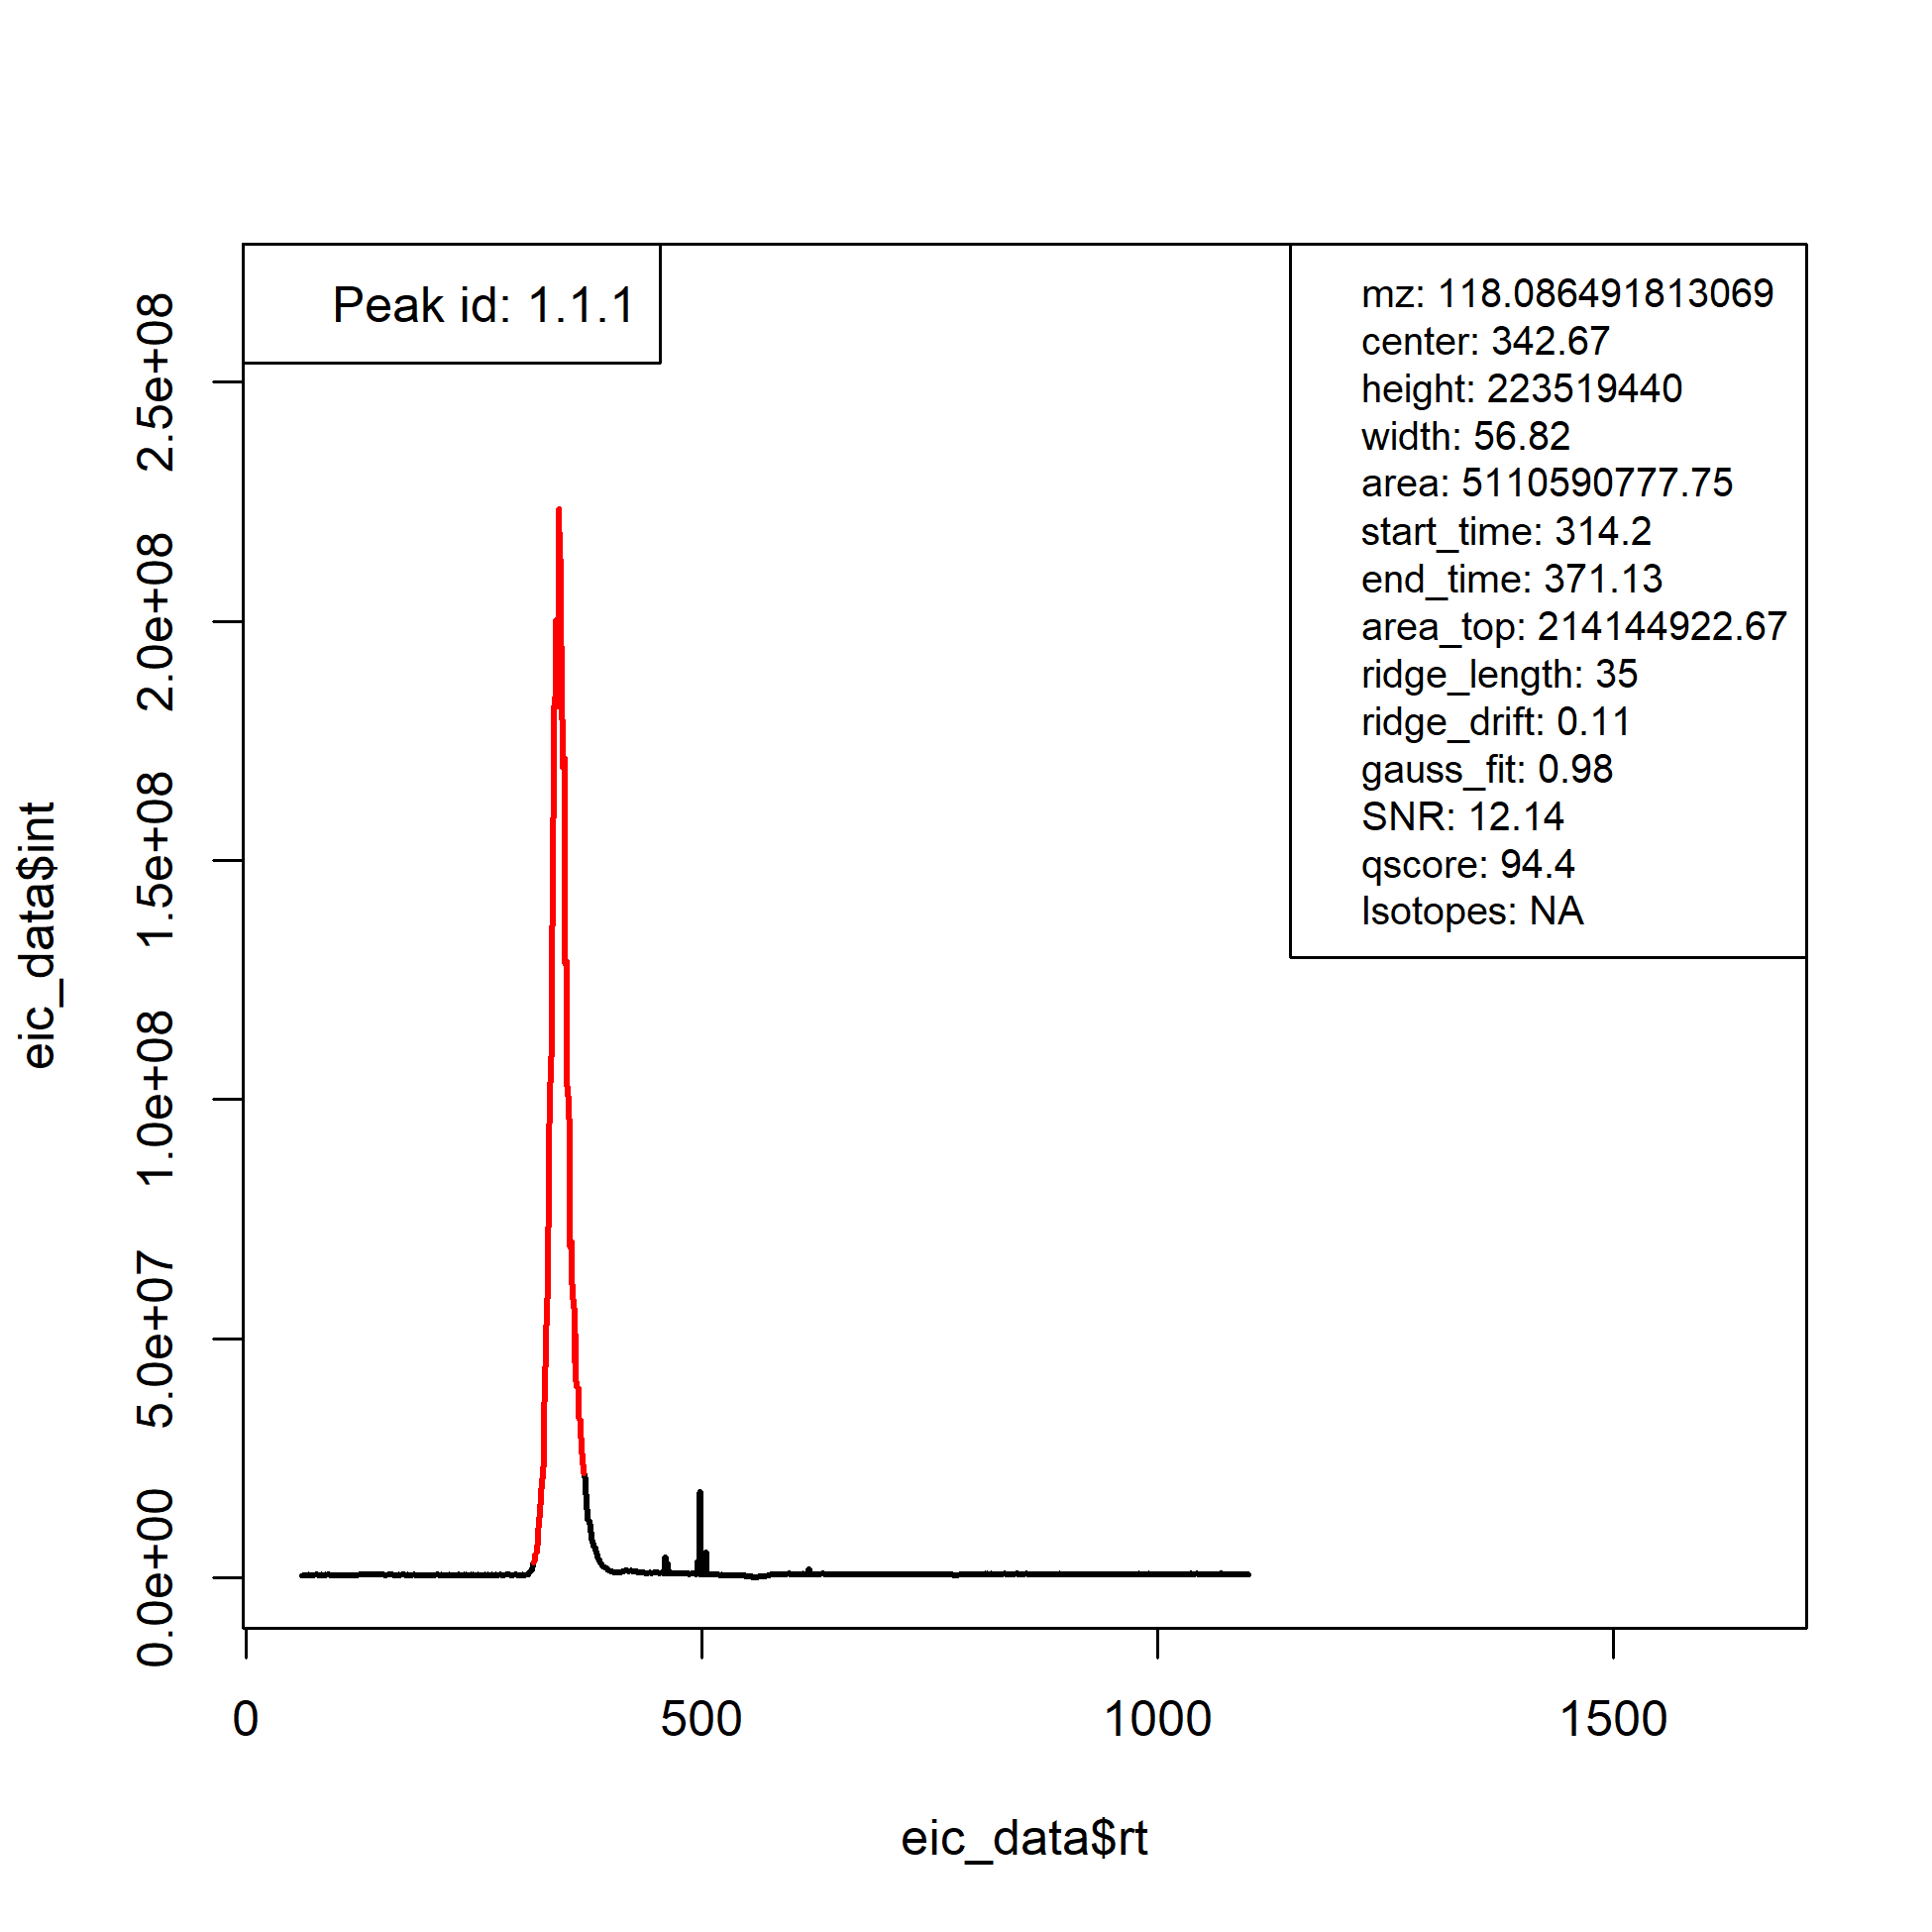 Peak id: 1.1.1
mz: 118.086491813069
center: 342.67
height: 223519440
width: 56.82
area: 5110590777.75
start_time: 314.2
end_time: 371.13
area_top: 214144922.67
ridge_length: 35
ridge_drift: 0.11
gauss_fit: 0.98
SNR: 12.14
qscore: 94.4
Isotopes: NA
eic_data$int
2.5e+08
2.0e+08
1.5e+08
1.0e+08
5.0e+07
0.0e+00
0 500 1000 1500
eic_data$rt